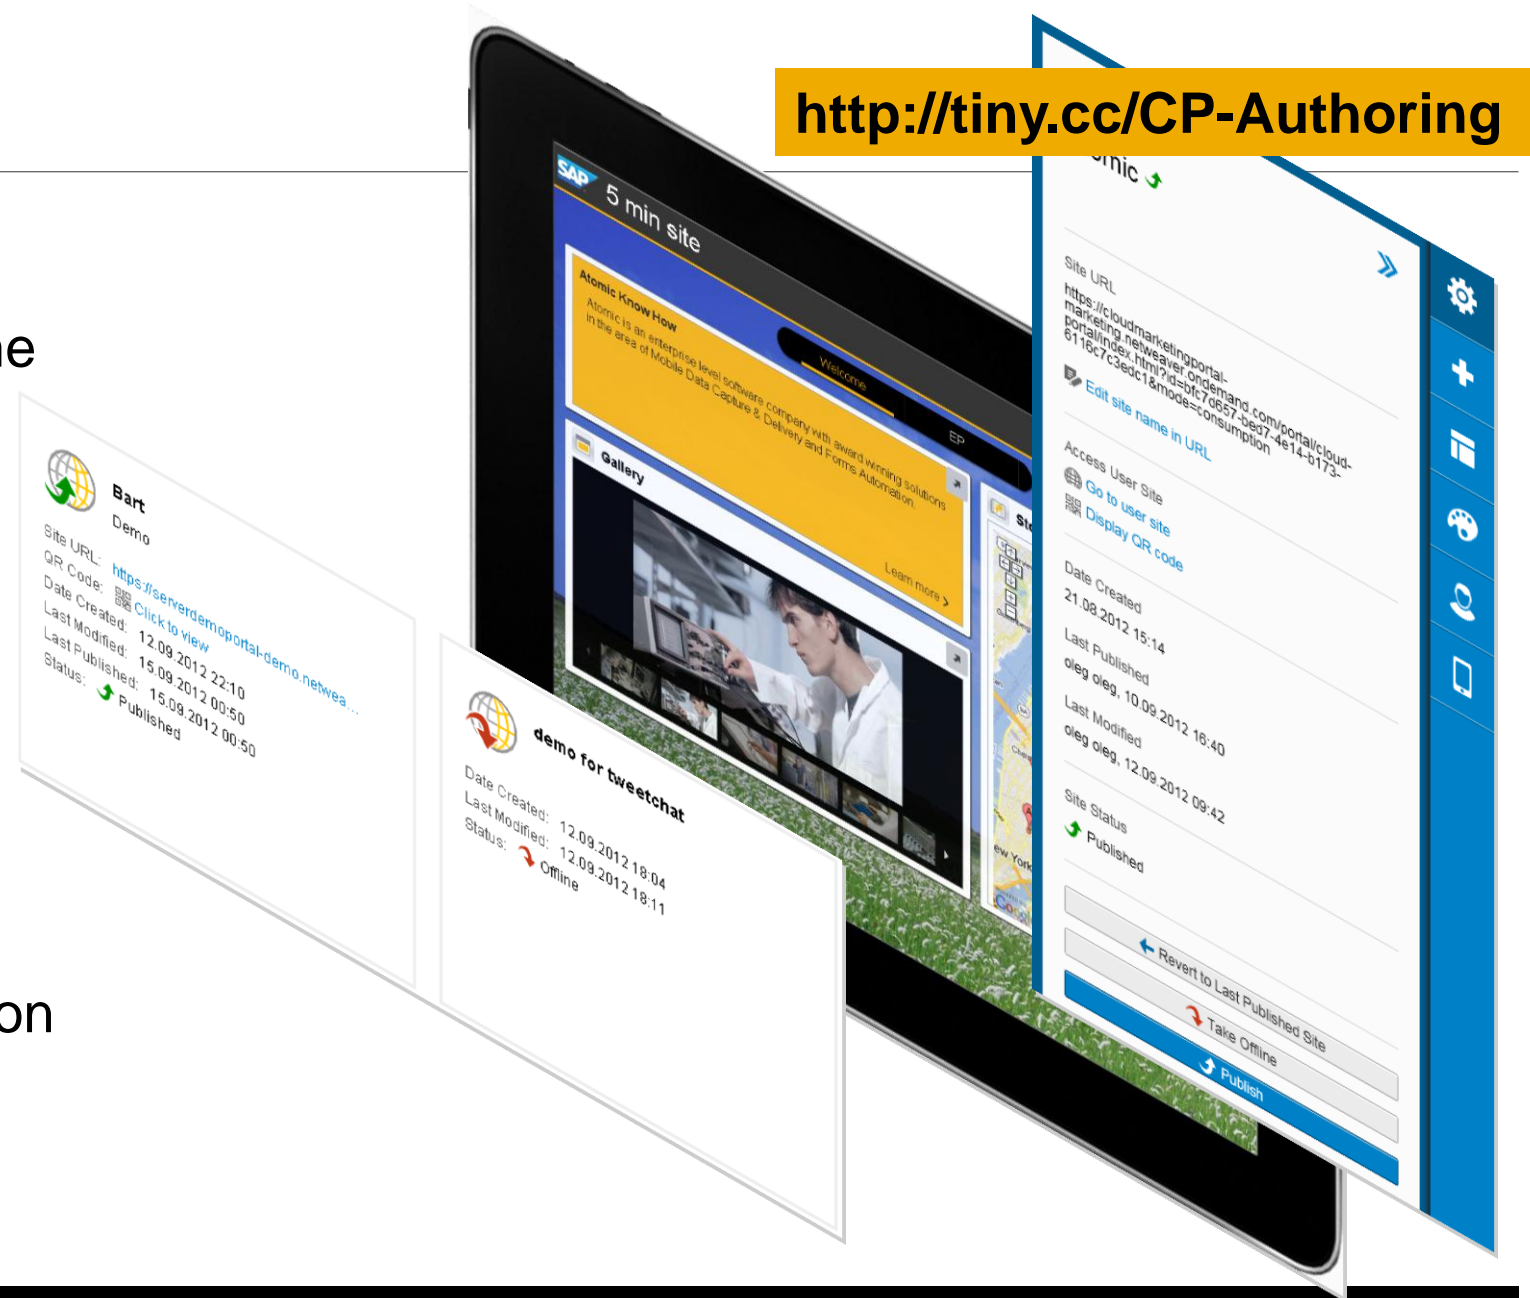 http://tiny.cc/CP-Authoring
SAP
5 min site
Welcome
EP
Atomic Know How
Atomic is an enterprise level software company with award winning solutions
in the area of Mobile Data Capture & Delivery and Forms Automation.
Learn more >
Gallery
Bart
Demo
Site URL: https://serverdemoportal-demo.netwea...
QR Code: Click to view
Date Created: 12.09.2012 22:10
Last Modified: 15.09.2012 00:50
Last Published: 15.09.2012 00:50
Status: Published
demo for tweetchat
Date Created: 12.09.2012 18:04
Last Modified: 12.09.2012 18:11
Status: Offline
Site URL
https://cloudmarketingportal-
marketing.netweaver.ondemand.com/portal/cloud-
portal/index.html?id=bfc7d657-bed7-4e14-b173-
6116c7c3edc1&mode=consumption
Edit site name in URL
Access User Site
Go to user site
Display QR code
Date Created
21.08.2012 15:14
Last Published
oleg oleg, 10.09.2012 16:40
Last Modified
oleg oleg, 12.09.2012 09:42
Site Status
Published
Revert to Last Published Site
Take Offline
Publish
on